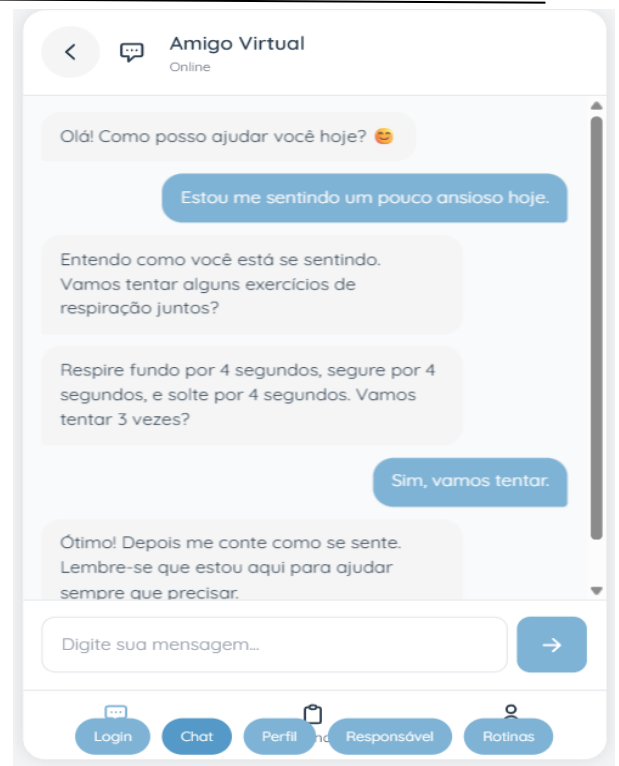 Amigo Virtual
Online
Olá! Como posso ajudar você hoje? 😊
Estou me sentindo um pouco ansioso hoje.
Entendo como você está se sentindo.
Vamos tentar alguns exercícios de
respiração juntos?
Respire fundo por 4 segundos, segure por 4
segundos, e solte por 4 segundos. Vamos
tentar 3 vezes?
Sim, vamos tentar.
Ótimo! Depois me conte como se sente.
Lembre-se que estou aqui para ajudar
sempre que precisar.
Digite sua mensagem...
Login Chat Perfil Responsável Rotinas